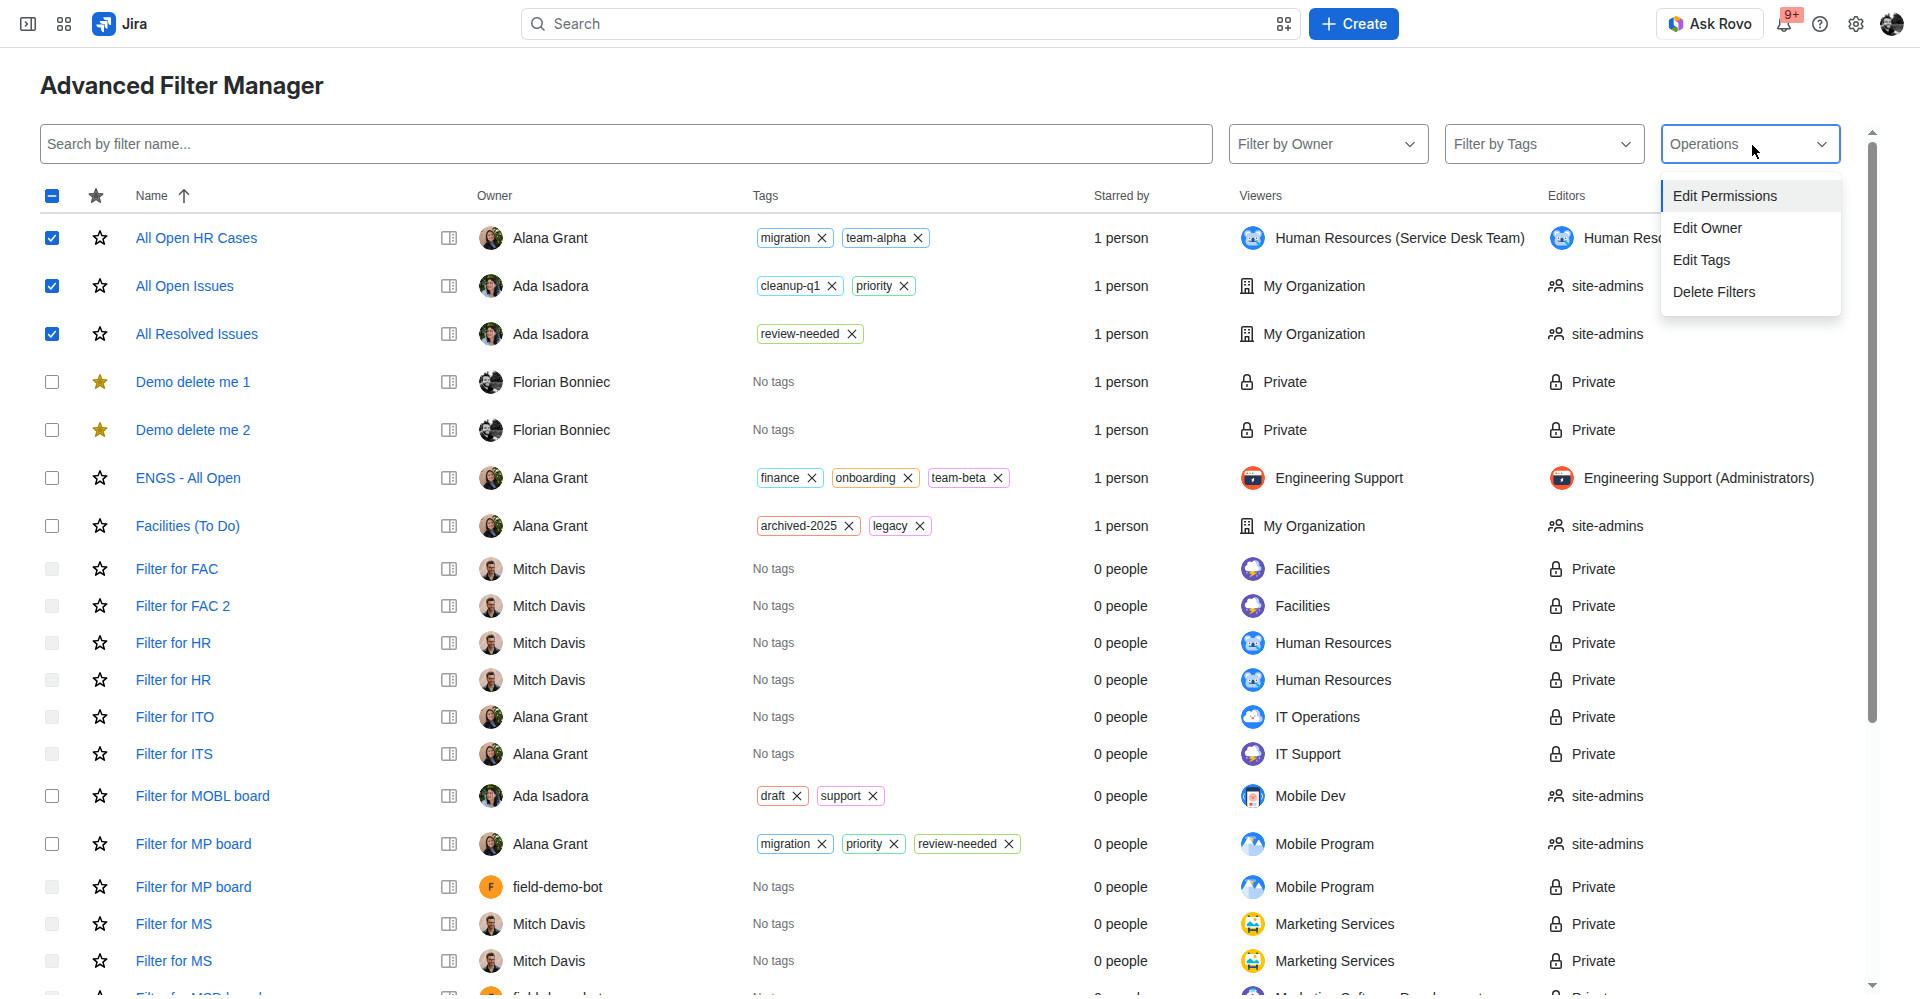 Jira
Search
Create
Ask Rovo
9+
Advanced Filter Manager
Search by filter name...
Filter by Owner
Filter by Tags
Operations
Name Owner Tags Starred by Viewers Editors
Edit Permissions
Edit Owner
Edit Tags
Delete Filters
All Open HR Cases Alana Grant migration team-alpha 1 person Human Resources (Service Desk Team) Human
All Open Issues Ada Isadora cleanup-q1 priority 1 person My Organization site-admins
All Resolved Issues Ada Isadora review-needed 1 person My Organization site-admins
Demo delete me 1 Florian Bonniec No tags 1 person Private Private
Demo delete me 2 Florian Bonniec No tags 1 person Private Private
ENGS - All Open Alana Grant finance onboarding team-beta 1 person Engineering Support Engineering Support (Administrators)
Facilities (To Do) Alana Grant archived-2025 legacy 1 person My Organization site-admins
Filter for FAC Mitch Davis No tags 0 people Facilities Private
Filter for FAC 2 Mitch Davis No tags 0 people Facilities Private
Filter for HR Mitch Davis No tags 0 people Human Resources Private
Filter for HR Mitch Davis No tags 0 people Human Resources Private
Filter for ITO Alana Grant No tags 0 people IT Operations Private
Filter for ITS Alana Grant No tags 0 people IT Support Private
Filter for MOBL board Ada Isadora draft support 0 people Mobile Dev site-admins
Filter for MP board Alana Grant migration priority review-needed 0 people Mobile Program site-admins
Filter for MP board F field-demo-bot No tags 0 people Mobile Program Private
Filter for MS Mitch Davis No tags 0 people Marketing Services Private
Filter for MS Mitch Davis No tags 0 people Marketing Services Private